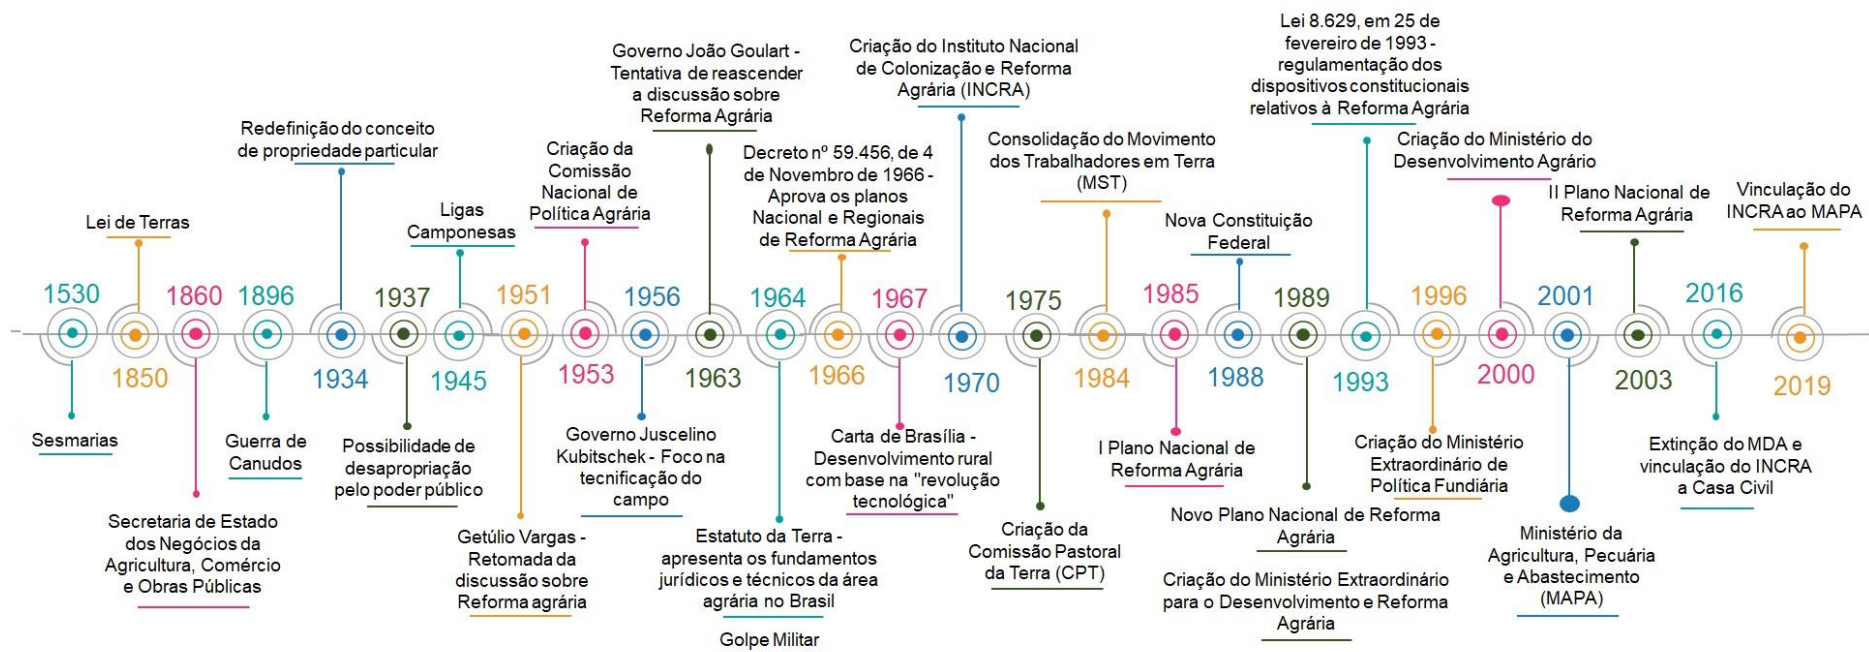 1530
Sesmarias
Lei de Terras
1850
1860
Secretaria de Estado
dos Negócios da
Agricultura, Comércio
e Obras Públicas
1896
Guerra de
Canudos
Redefinição do conceito
de propriedade particular
1934
1937
Possibilidade de
desapropriação
pelo poder público
Ligas
Camponesas
1945
1951
Getúlio Vargas -
Retomada da
discussão sobre
Reforma agrária
Criação da
Comissão
Nacional de
Política Agrária
1953
1956
Governo Juscelino
Kubitschek - Foco na
tecnificação do
campo
Governo João Goulart -
Tentativa de reascender
a discussão sobre
Reforma Agrária
1963
1964
Estatuto da Terra -
apresenta os fundamentos
jurídicos e técnicos da área
agrária no Brasil
Golpe Militar
Decreto nº 59.456, de 4
de Novembro de 1966 -
Aprova os planos
Nacional e Regionais
de Reforma Agrária
1966
1967
Carta de Brasília -
Desenvolvimento rural
com base na "revolução
tecnológica"
Criação do Instituto Nacional
de Colonização e Reforma
Agrária (INCRA)
1970
1975
Criação da
Comissão Pastoral
da Terra (CPT)
Consolidação do Movimento
dos Trabalhadores em Terra
(MST)
1984
1985
I Plano Nacional de
Reforma Agrária
Nova Constituição
Federal
1988
1989
Novo Plano Nacional de Reforma
Agrária
Criação do Ministério Extraordinário
para o Desenvolvimento e Reforma
Agrária
Lei 8.629, em 25 de
fevereiro de 1993 -
regulamentação dos
dispositivos constitucionais
relativos à Reforma Agrária
1993
1996
Criação do Ministério
Extraordinário de
Política Fundiária
Criação do Ministério do
Desenvolvimento Agrário
2000
2001
Ministério da
Agricultura, Pecuária
e Abastecimento
(MAPA)
II Plano Nacional de
Reforma Agrária
2003
2016
Extinção do MDA e
vinculação do INCRA
a Casa Civil
Vinculação do
INCRA ao MAPA
2019